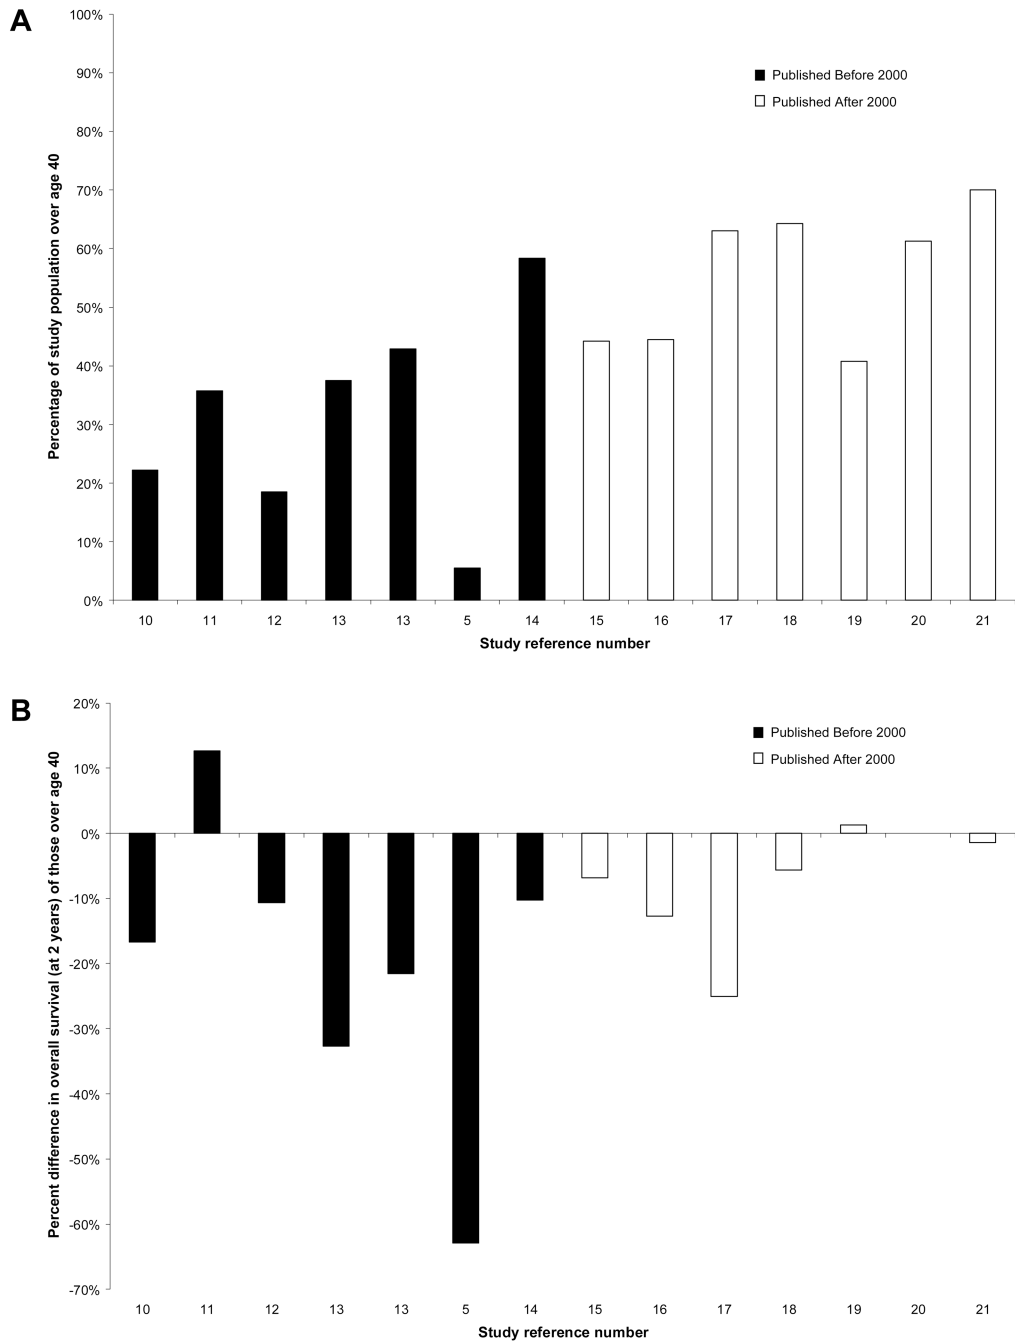 A
100%
90%
80%
70%
60%
50%
40%
30%
20%
10%
0%
Percentage of study population over age 40
Published Before 2000
Published After 2000
10 11 12 13 13 5 14 15 16 17 18 19 20 21
Study reference number
B
20%
10%
0%
-10%
-20%
-30%
-40%
-50%
-60%
-70%
Percent difference in overall survival (at 2 years) of those over age 40
Published Before 2000
Published After 2000
10 11 12 13 13 5 14 15 16 17 18 19 20 21
Study reference number